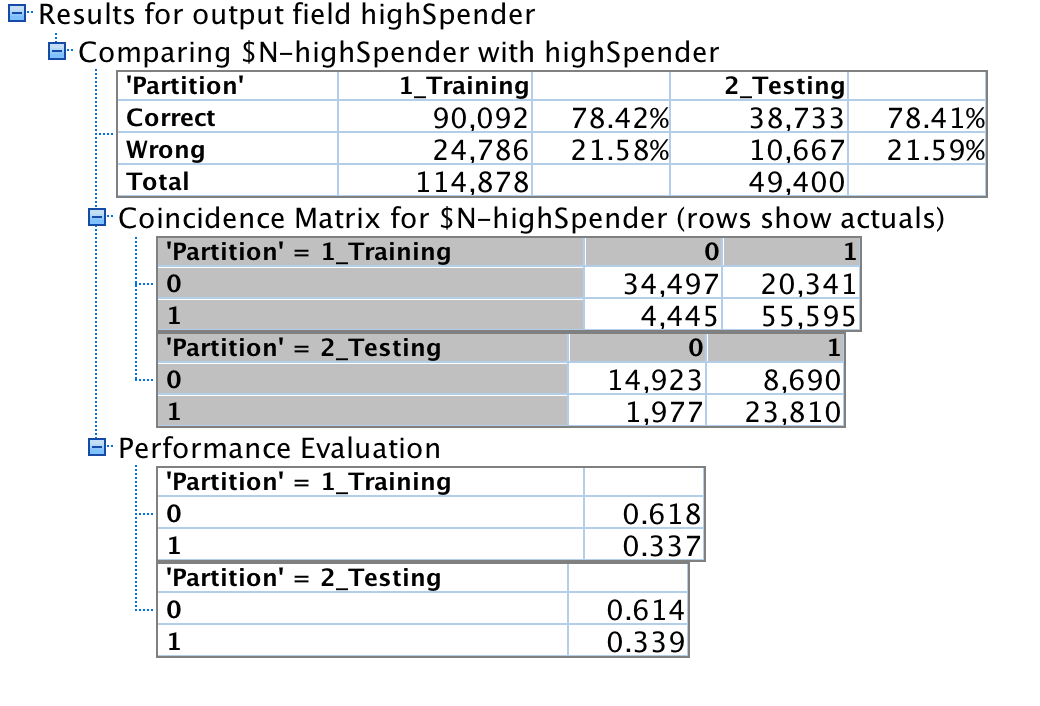 Results for output field highSpender
Comparing $N-highSpender with highSpender
'Partition' 1_Training 2_Testing
Correct 90,092 78.42% 38,733 78.41%
Wrong 24,786 21.58% 10,667 21.59%
Total 114,878 49,400
Coincidence Matrix for $N-highSpender (rows show actuals)
'Partition' = 1_Training 0 1
0 34,497 20,341
1 4,445 55,595
'Partition' = 2_Testing 0 1
0 14,923 8,690
1 1,977 23,810
Performance Evaluation
'Partition' = 1_Training
0 0.618
1 0.337
'Partition' = 2_Testing
0 0.614
1 0.339